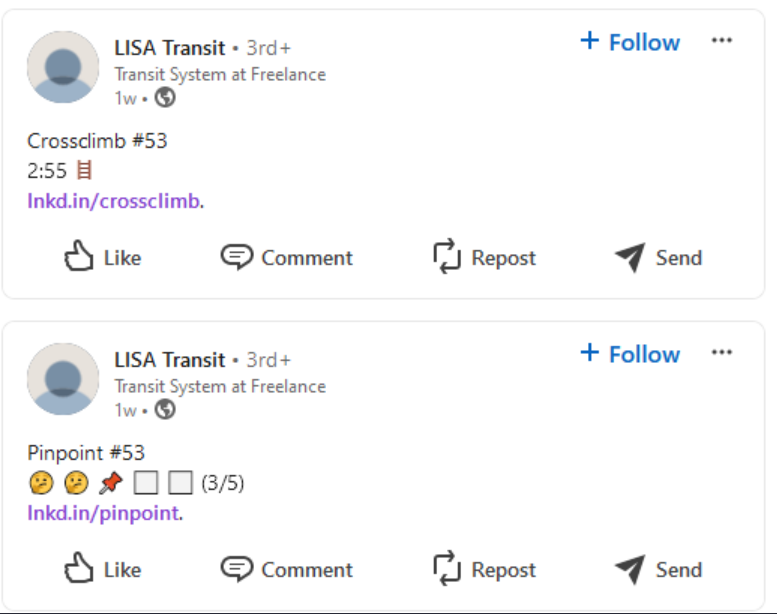 LISA Transit • 3rd+
+ Follow ...
Transit System at Freelance
1w •
Crossclimb #53
2:55 🪜
lnkd.in/crossclimb.
Like Comment Repost Send
LISA Transit • 3rd+
+ Follow ...
Transit System at Freelance
1w •
Pinpoint #53
🤔 🤔 📌 ⬜ ⬜ (3/5)
lnkd.in/pinpoint.
Like Comment Repost Send